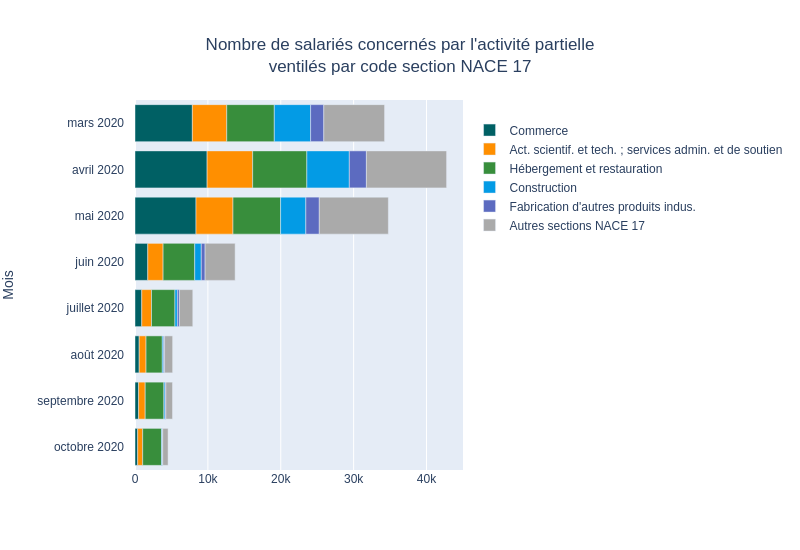 Nombre de salariés concernés par l'activité partielle
ventilés par code section NACE 17
Mois
mars 2020
avril 2020
mai 2020
juin 2020
juillet 2020
août 2020
septembre 2020
octobre 2020
0 10k 20k 30k 40k
Commerce
Act. scientif. et tech. ; services admin. et de soutien
Hébergement et restauration
Construction
Fabrication d'autres produits indus.
Autres sections NACE 17